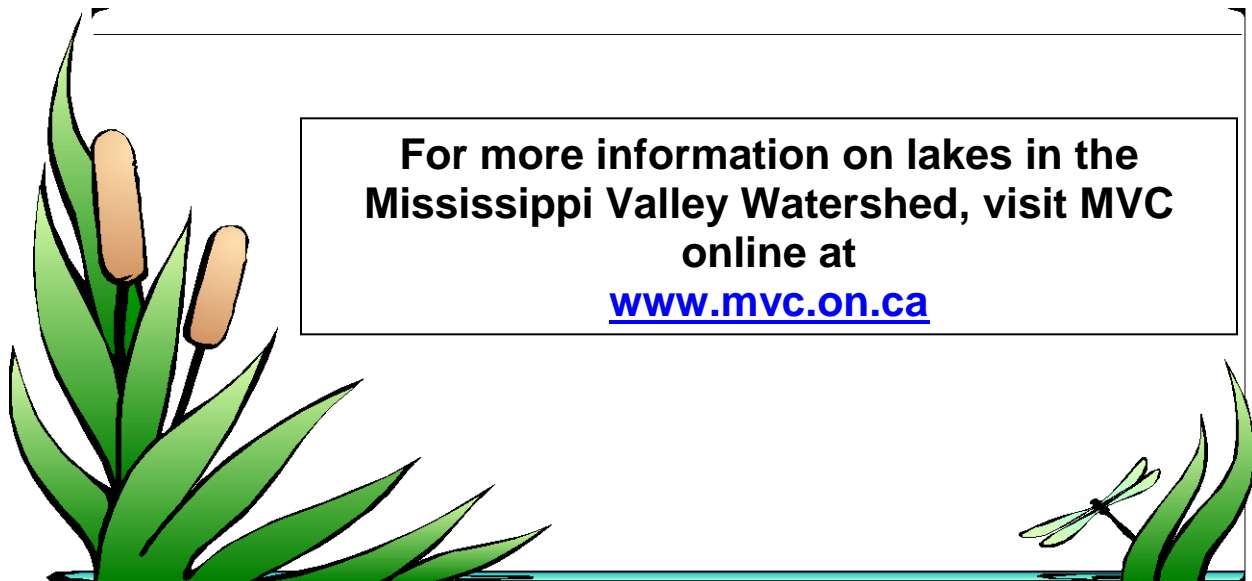 For more information on lakes in the
Mississippi Valley Watershed, visit MVC
online at
www.mvc.on.ca